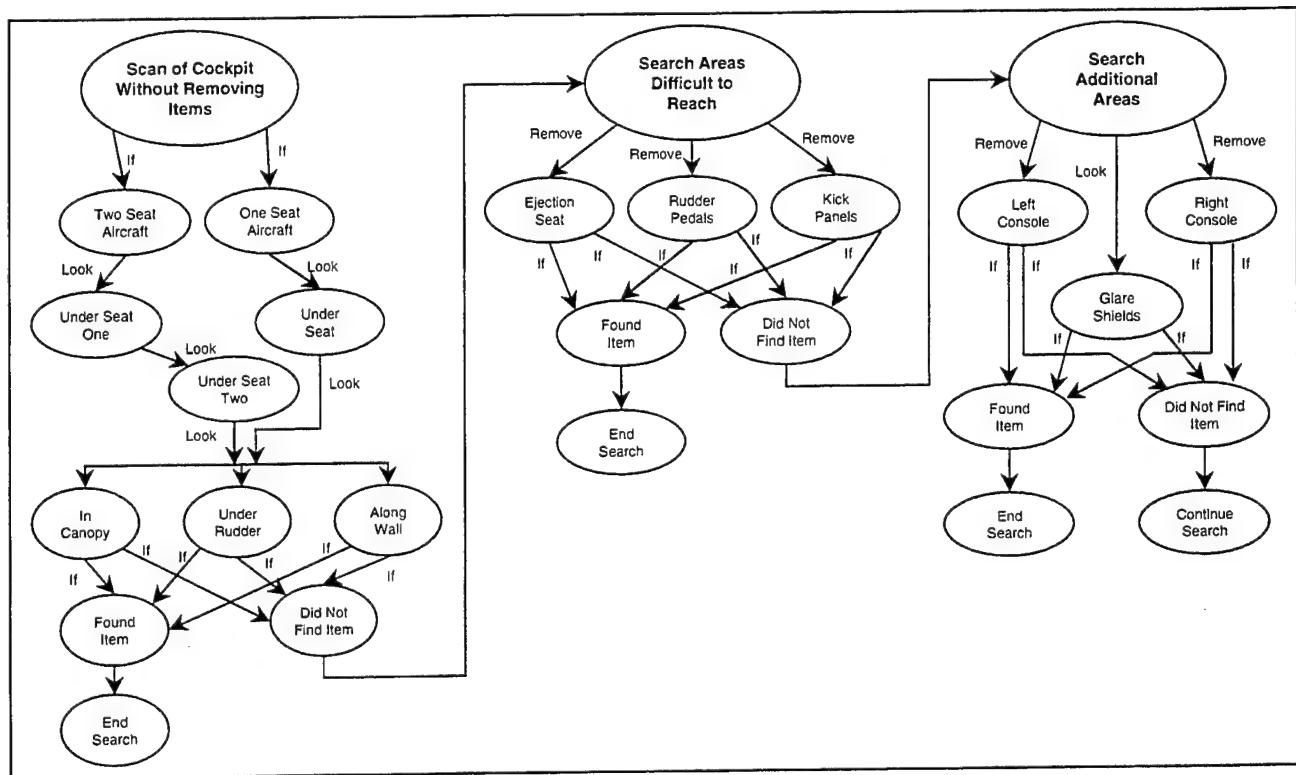 Scan of Cockpit
Without Removing
Items
If
If
Two Seat
Aircraft
One Seat
Aircraft
Look
Look
Under Seat
One
Under
Seat
Look
Under Seat
Two
Look
Look
In
Canopy
Under
Rudder
Along
Wall
If
If
If
If
If
If
Found
Item
Did Not
Find Item
End
Search
Search Areas
Difficult to
Reach
Remove
Remove
Remove
Ejection
Seat
Rudder
Pedals
Kick
Panels
If
If
If
If
If
If
Found
Item
Did Not
Find Item
End
Search
Search
Additional
Areas
Remove
Look
Remove
Left
Console
Right
Console
If
If
If
If
Glare
Shields
If
If
Found
Item
Did Not Find
Item
End
Search
Continue
Search